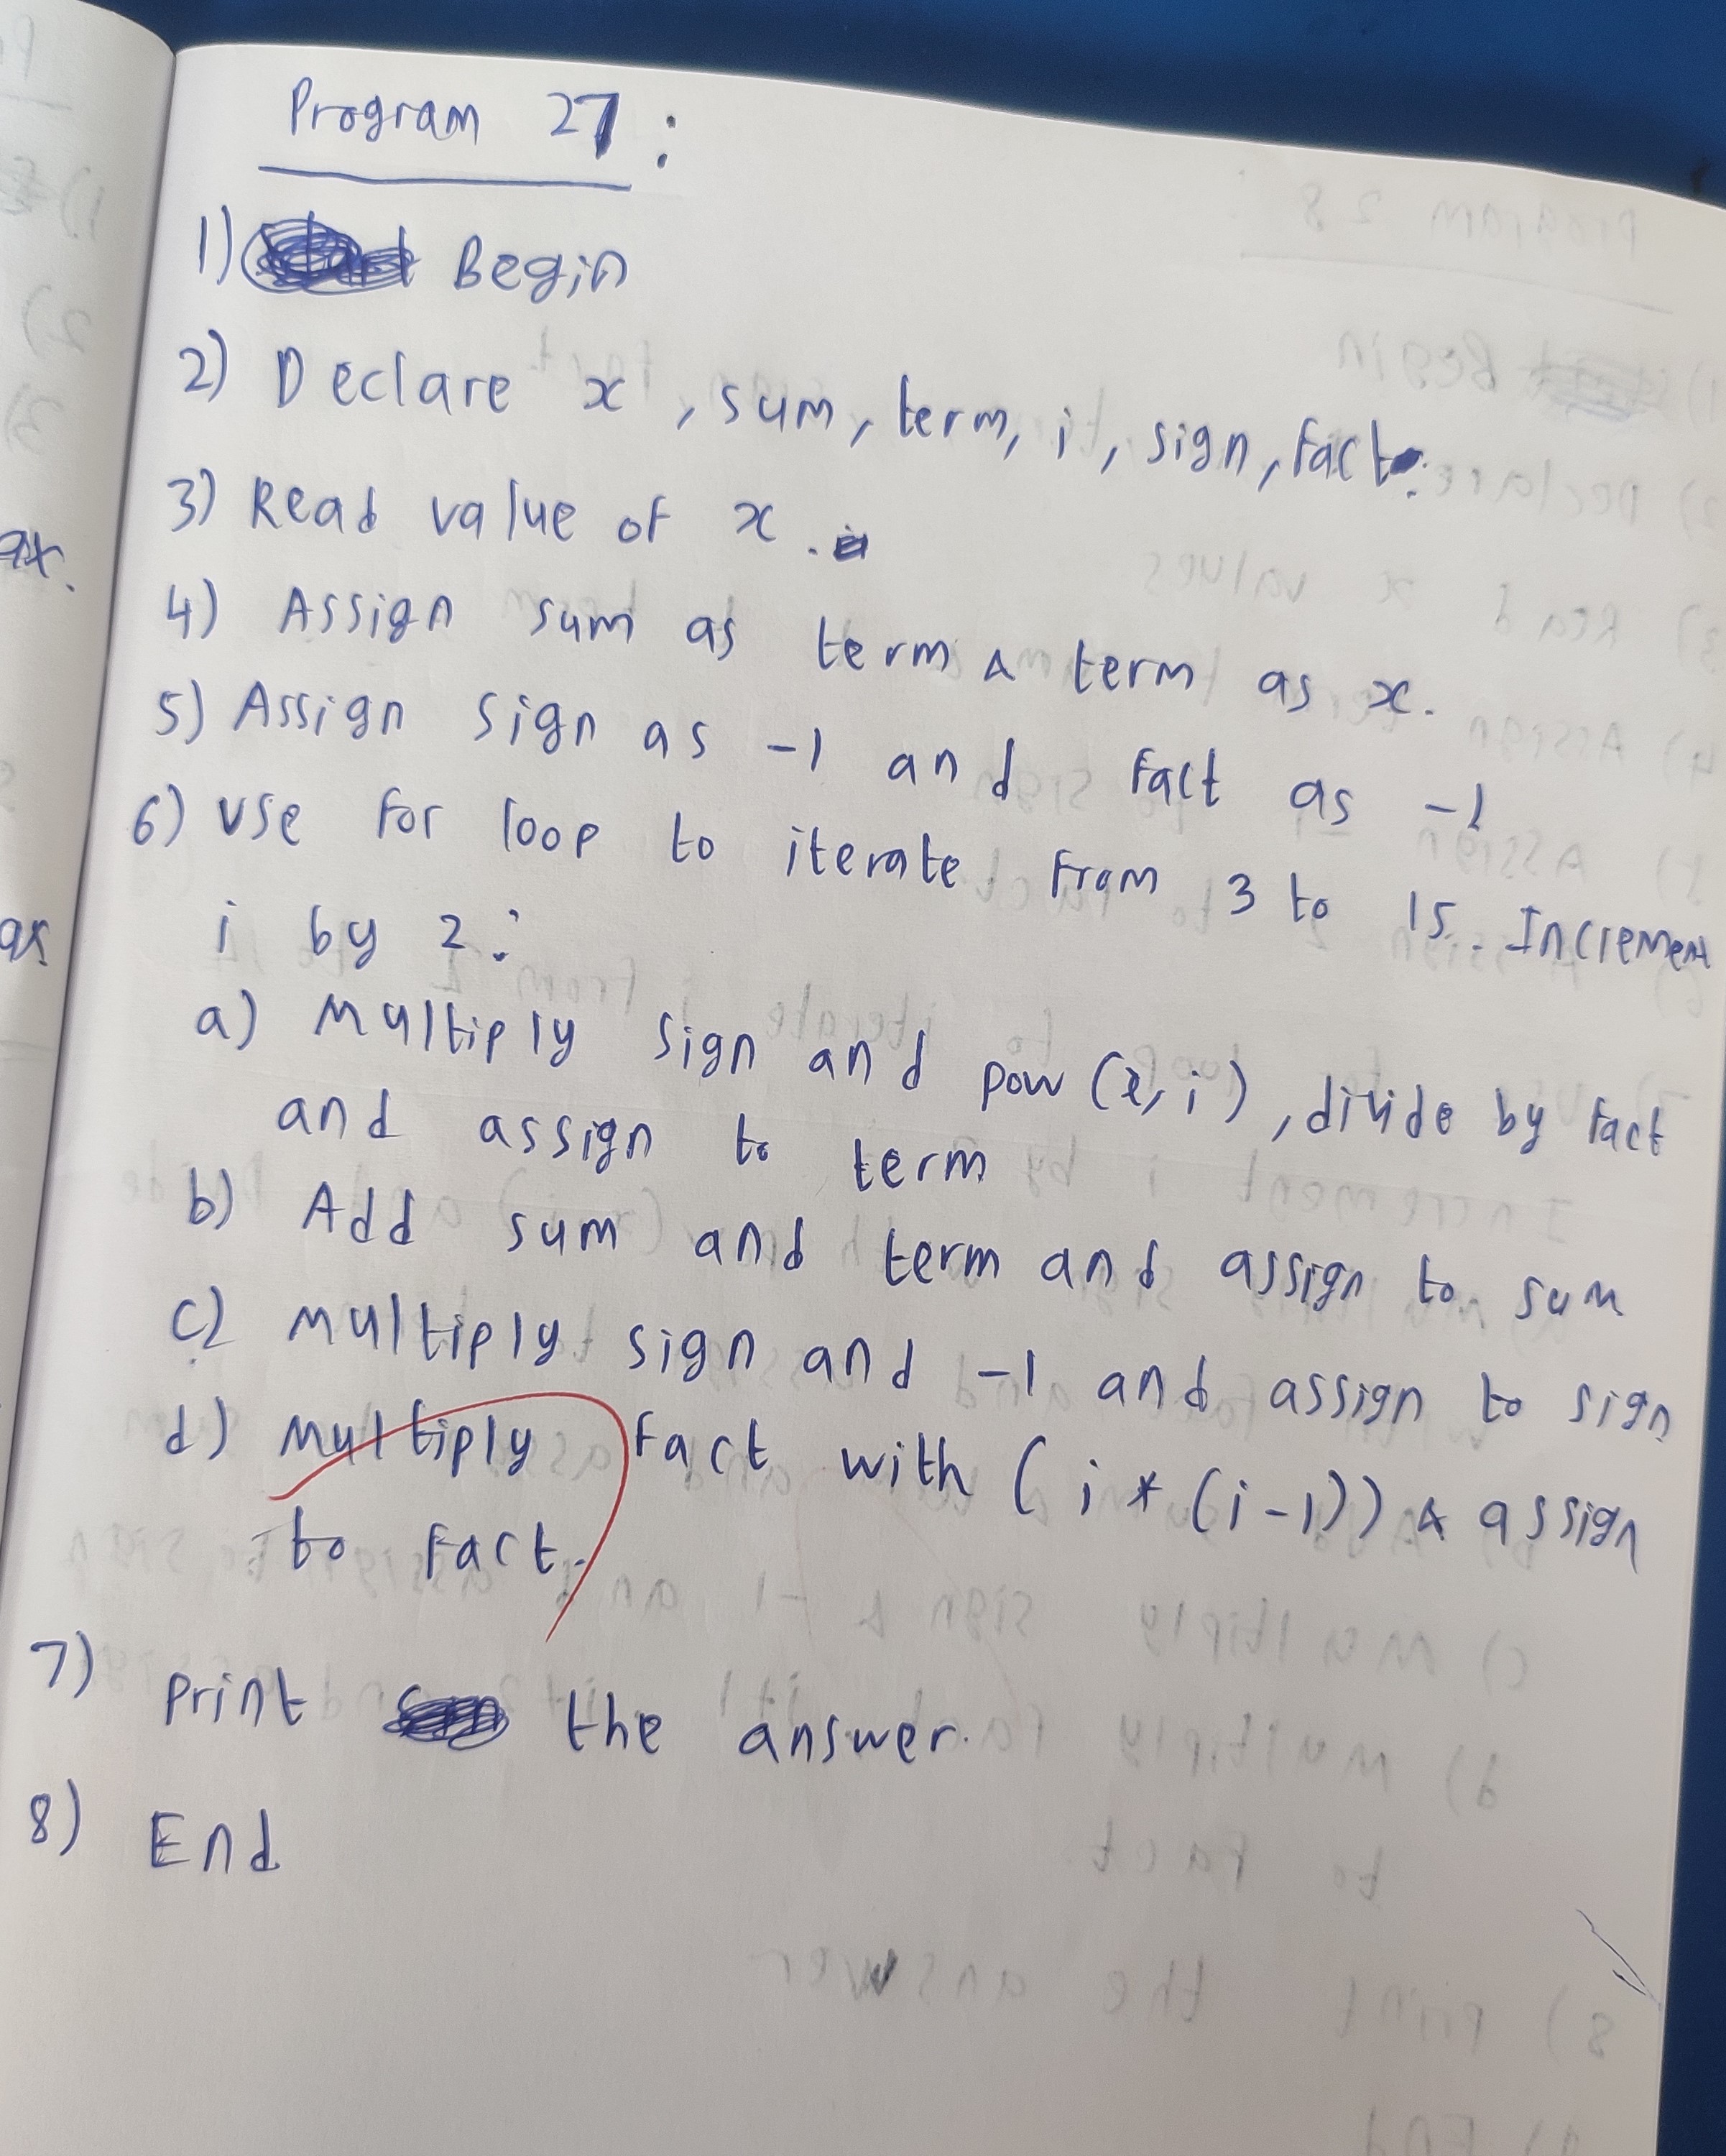 Program 27 :
1) Begin
2) Declare x, sum, term, i, sign, fact.
3) Read value of x.
4) Assign sum as term & term as x.
5) Assign sign as -1 and fact as -1
6) use for loop to iterate from 3 to 15. Increment
i by 2:
a) Multiply sign and pow(x, i), divide by fact
and assign to term
b) Add sum and term and assign to sum
c) multiply sign and -1 and assign to sign
d) Multiply fact with (i * (i-1)) & assign
to fact.
7) print the answer.
8) End
ax.
as